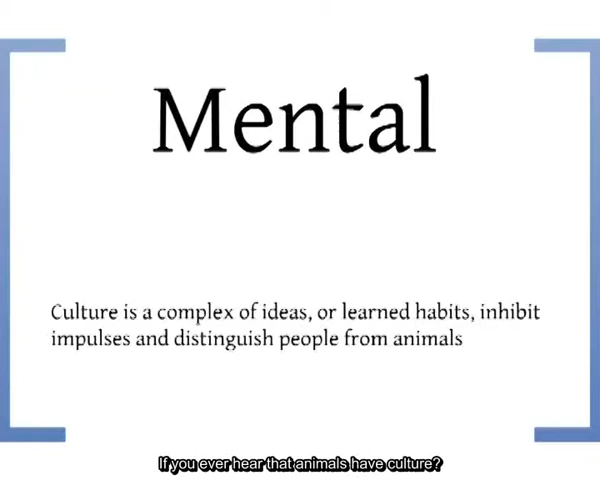 Mental
Culture is a complex of ideas, or learned habits, inhibit
impulses and distinguish people from animals
If you ever hear that animals have culture?